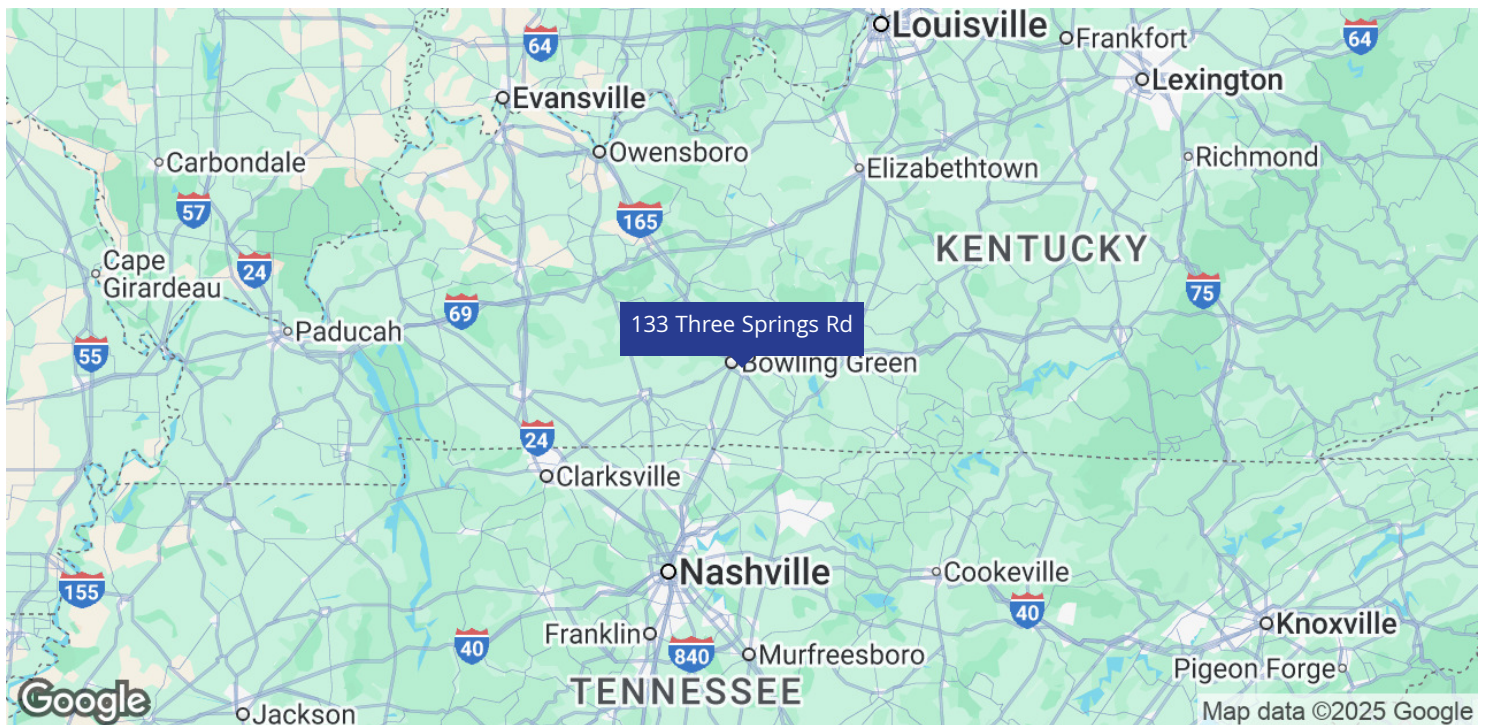 Louisville
64
Frankfort
64
Lexington
Evansville
Owensboro
Carbondale
Elizabethtown
Richmond
57
165
KENTUCKY
Cape
Girardeau
24
69
75
133 Three Springs Rd
Paducah
55
Bowling Green
24
Clarksville
Nashville
Cookeville
155
40
Knoxville
Franklin
40
840
Murfreesboro
Pigeon Forge
TENNESSEE
Google
Jackson
Map data ©2025 Google